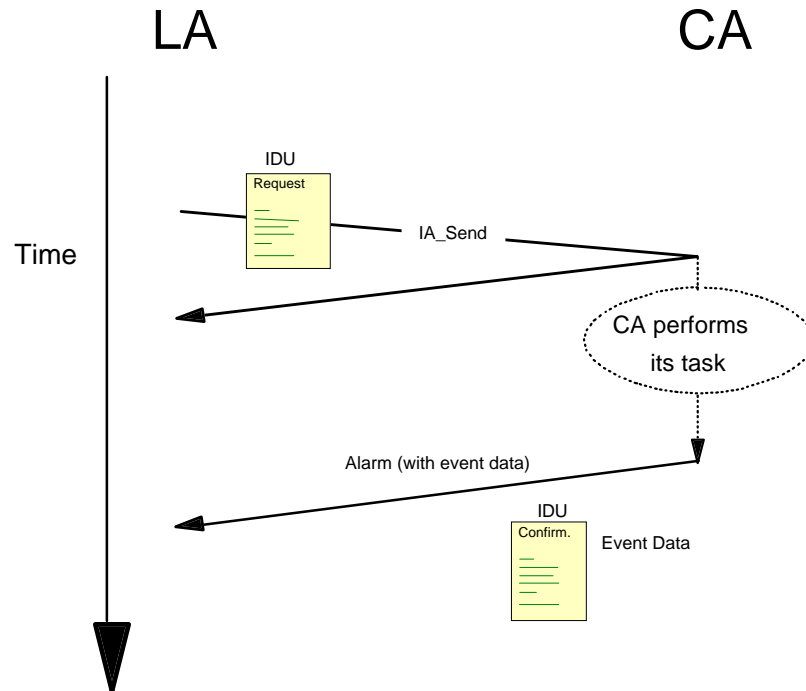 LA
CA
IDU
Request
IA_Send
Time
CA performs
its task
Alarm (with event data)
IDU
Confirm.
Event Data